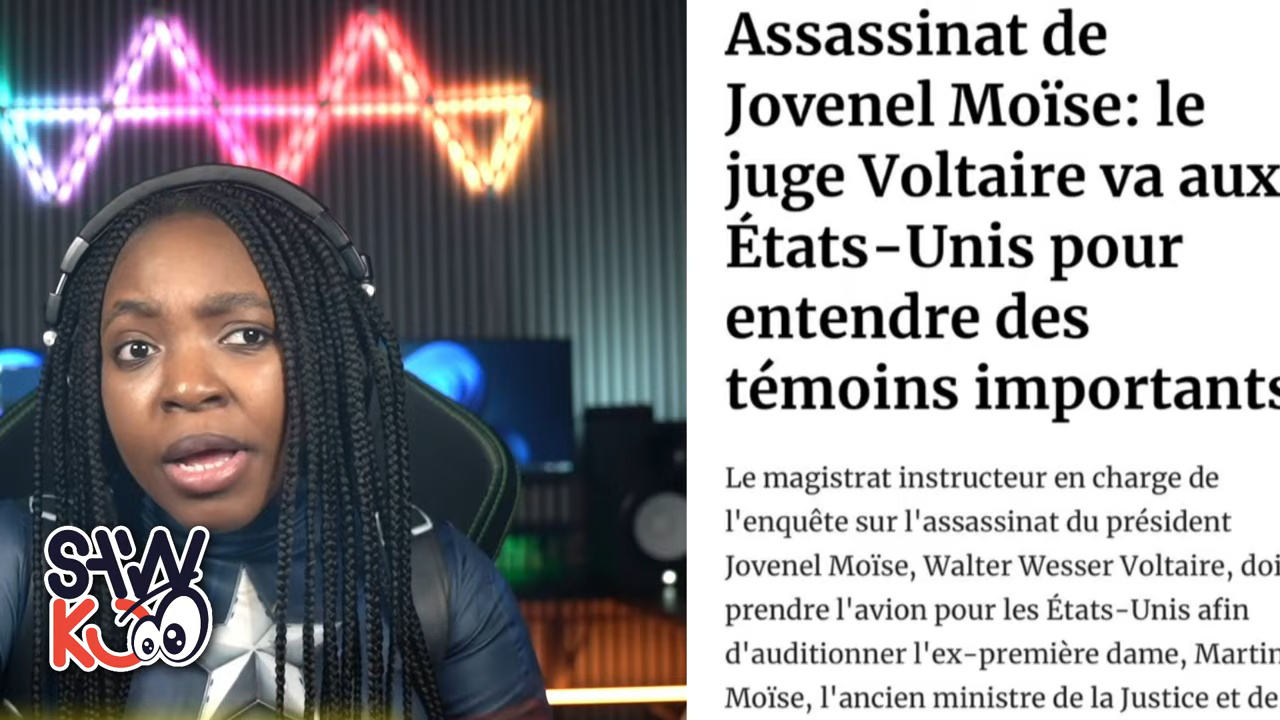 Assassinat de
Jovenel Moïse: le
juge Voltaire va aux
États-Unis pour
entendre des
témoins importants
Le magistrat instructeur en charge de
l'enquête sur l'assassinat du président
Jovenel Moïse, Walter Wesser Voltaire, doi
prendre l'avion pour les États-Unis afin
d'auditionner l'ex-première dame, Martin
Moïse, l'ancien ministre de la Justice et de